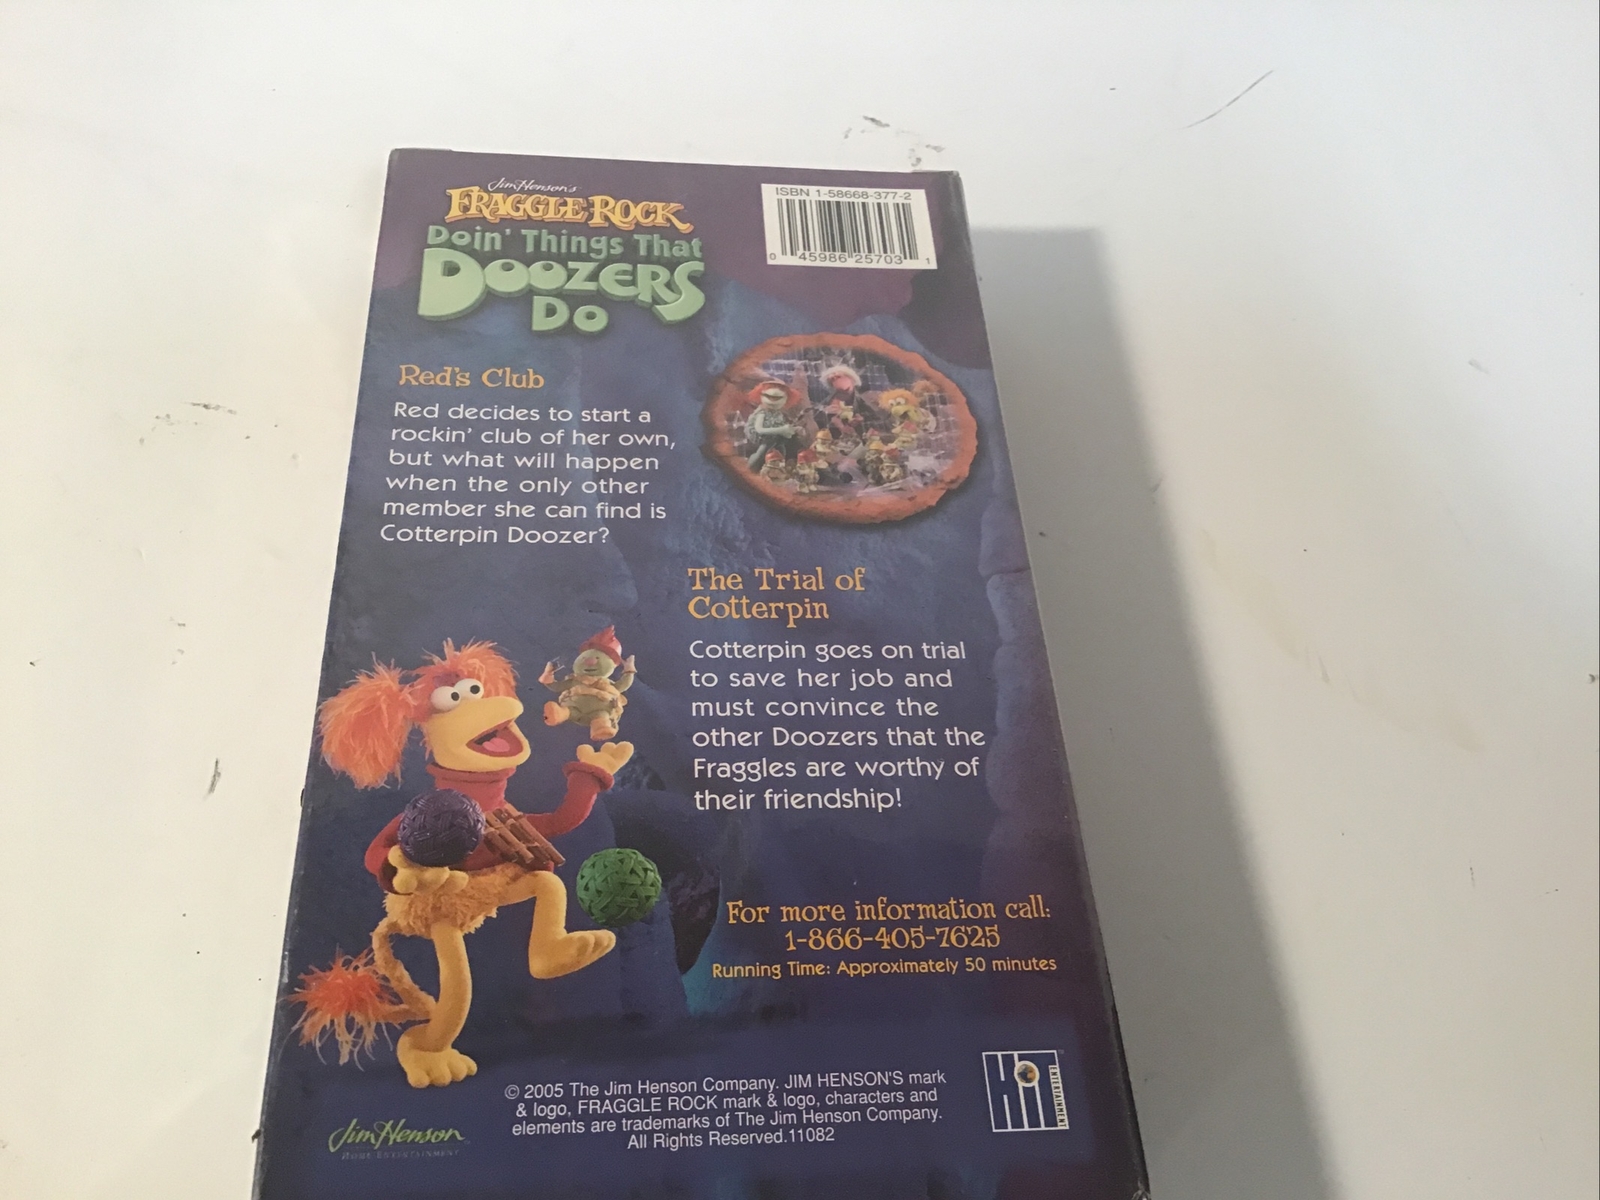 Jim Henson's
FRAGGLE ROCK
Doin' Things That
DOOZERS
Do
ISBN 1-58668-377-2
0 45986 25703 1
Red's Club
Red decides to start a
rockin' club of her own,
but what will happen
when the only other
member she can find is
Cotterpin Doozer?
The Trial of
Cotterpin
Cotterpin goes on trial
to save her job and
must convince the
other Doozers that the
Fraggles are worthy of
their friendship!
For more information call:
1-866-405-7625
Running Time: Approximately 50 minutes
© 2005 The Jim Henson Company. JIM HENSON'S mark
& logo, FRAGGLE ROCK mark & logo, characters and
elements are trademarks of The Jim Henson Company.
All Rights Reserved.11082
Jim Henson
HOME ENTERTAINMENT
HiT
ENTERTAINMENT